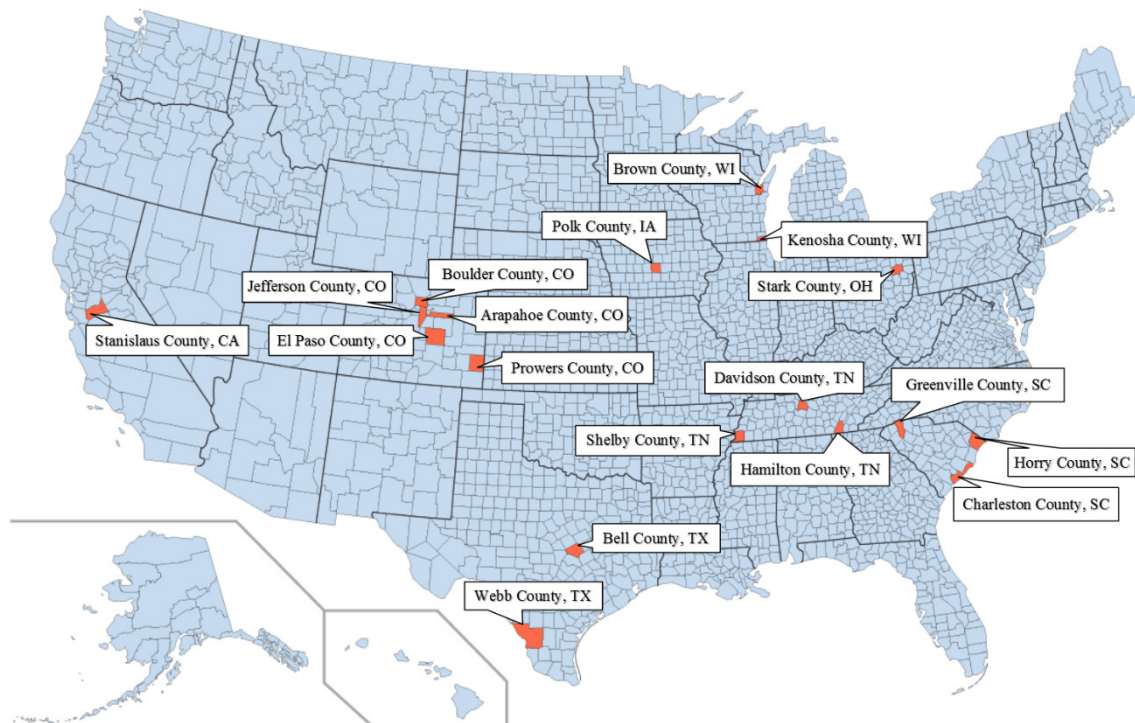 Brown County, WI
Polk County, IA
Kenosha County, WI
Boulder County, CO
Jefferson County, CO
Stark County, OH
Arapahoe County, CO
Stanislaus County, CA
El Paso County, CO
Prowers County, CO
Davidson County, TN
Greenville County, SC
Shelby County, TN
Hamilton County, TN
Horry County, SC
Charleston County, SC
Bell County, TX
Webb County, TX